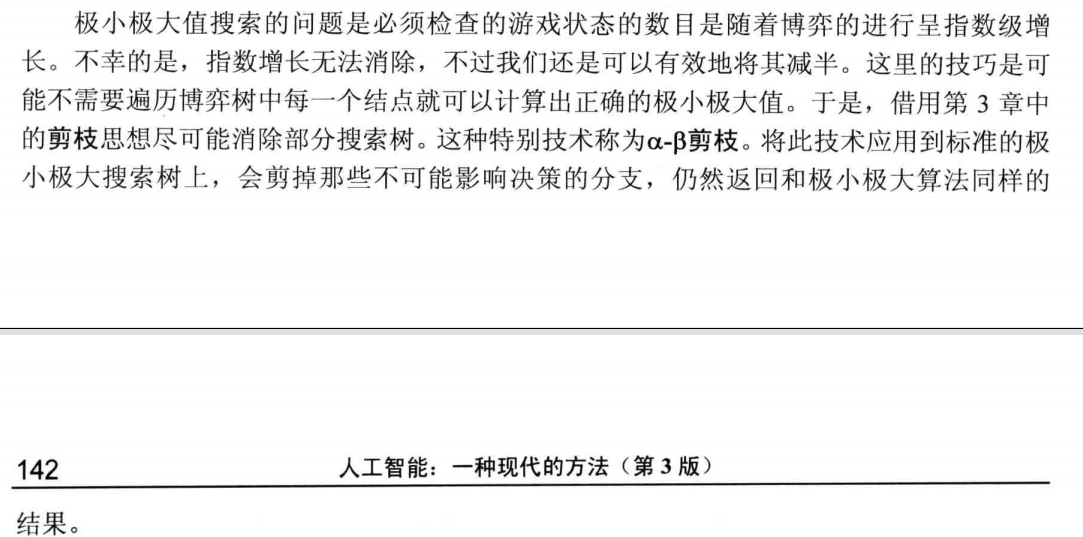 极小极大值搜索的问题是必须检查的游戏状态的数目是随着博弈的进行呈指数级增
长。不幸的是，指数增长无法消除，不过我们还是可以有效地将其减半。这里的技巧是可
能不需要遍历博弈树中每一个结点就可以计算出正确的极小极大值。于是，借用第 3 章中
的剪枝思想尽可能消除部分搜索树。这种特别技术称为α-β剪枝。将此技术应用到标准的极
小极大搜索树上，会剪掉那些不可能影响决策的分支，仍然返回和极小极大算法同样的
142 人工智能：一种现代的方法（第 3 版）
结果。